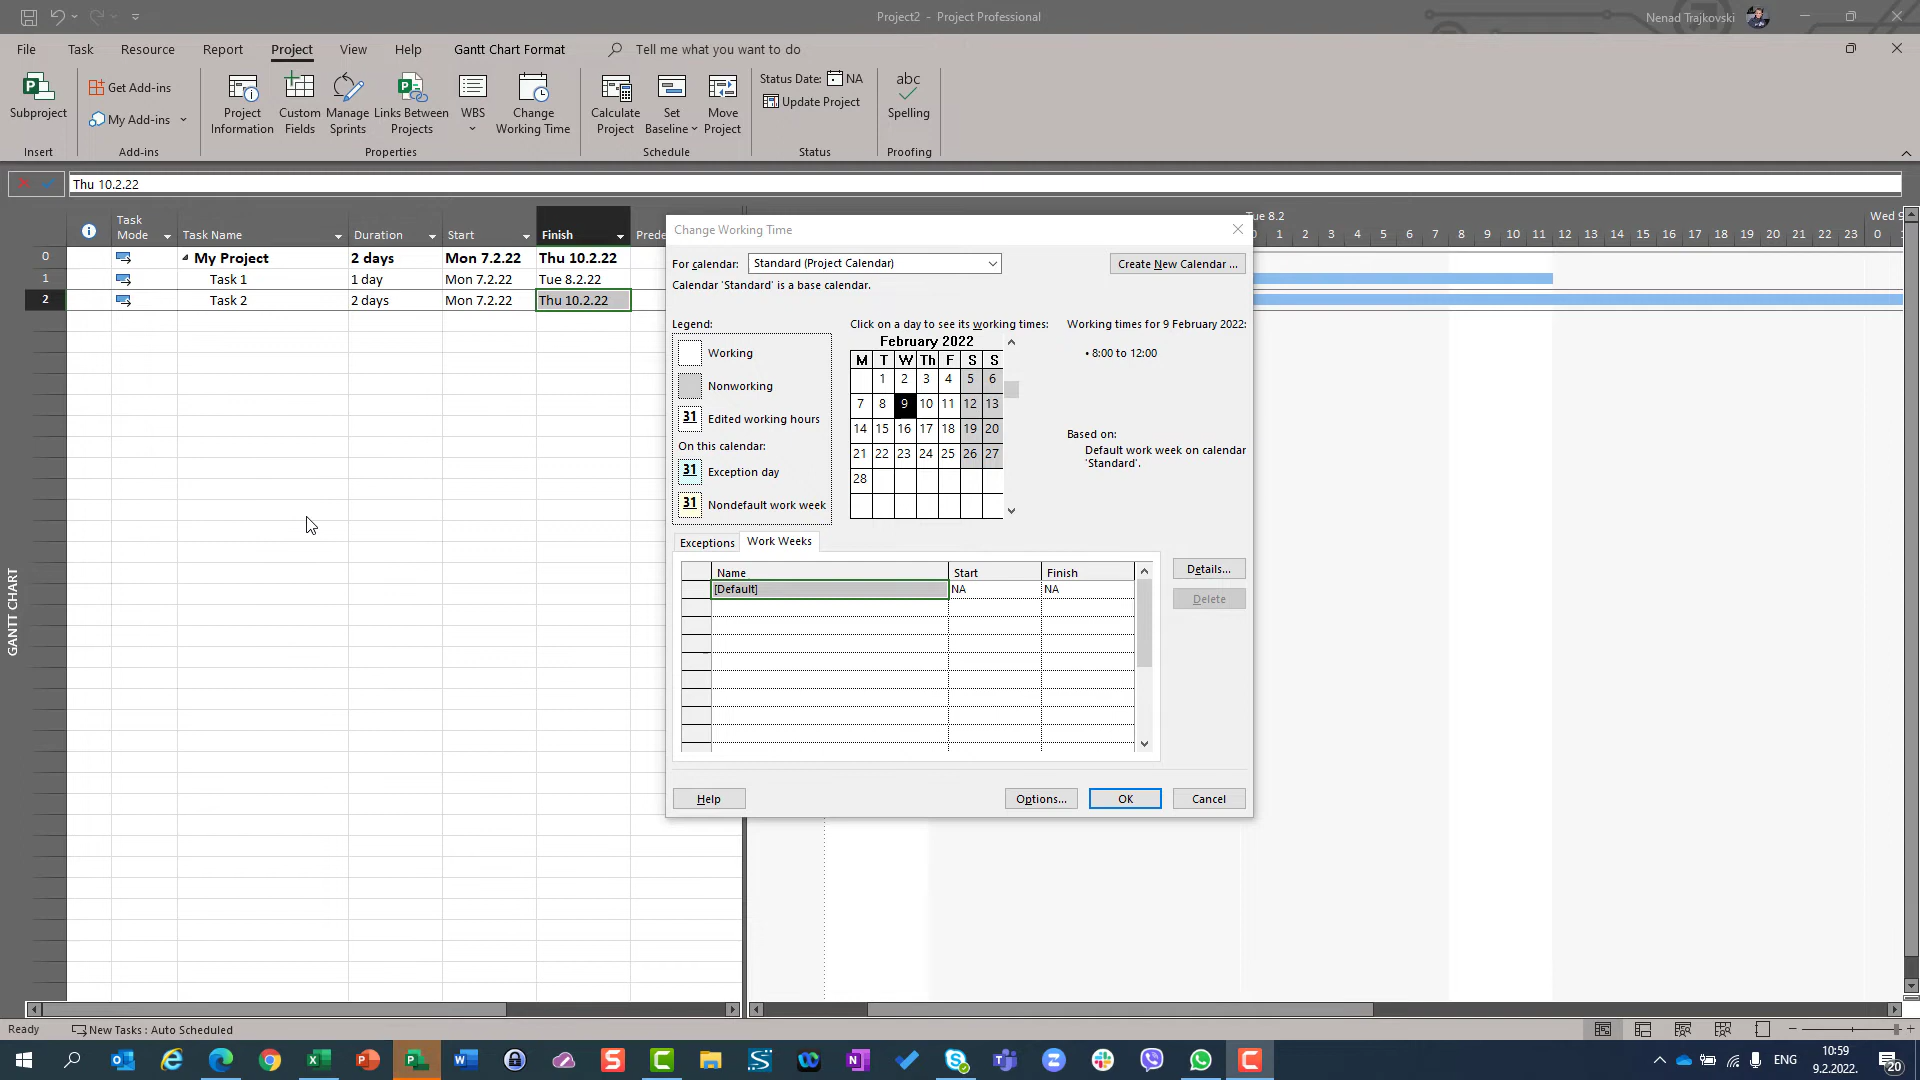 Project2 - Project Professional
Nenad Trajkovski
File Task Resource Report Project View Help Gantt Chart Format Tell me what you want to do
Subproject
Get Add-ins
My Add-ins
Project Information
Custom Fields
Manage Sprints
Links Between Projects
WBS
Change Working Time
Calculate Project
Set Baseline
Move Project
Status Date: NA
Update Project
abc
Spelling
Insert Add-ins Properties Schedule Status Proofing
Thu 10.2.22
Task Mode Task Name Duration Start Finish Prede
0 My Project 2 days Mon 7.2.22 Thu 10.2.22
1 Task 1 1 day Mon 7.2.22 Tue 8.2.22
2 Task 2 2 days Mon 7.2.22 Thu 10.2.22
GANTT CHART
Tue 8.2 Wed 9
1 2 3 4 5 6 7 8 9 10 11 12 13 14 15 16 17 18 19 20 21 22 23 0
Change Working Time
For calendar: Standard (Project Calendar) Create New Calendar ...
Calendar 'Standard' is a base calendar.
Legend:
Working
Nonworking
31 Edited working hours
On this calendar:
31 Exception day
31 Nondefault work week
Click on a day to see its working times:
February 2022
M T W Th F S S
1 2 3 4 5 6
7 8 9 10 11 12 13
14 15 16 17 18 19 20
21 22 23 24 25 26 27
28
Working times for 9 February 2022:
• 8:00 to 12:00
Based on:
Default work week on calendar
'Standard'.
Exceptions Work Weeks
Name Start Finish
[Default] NA NA
Details...
Delete
Help Options... OK Cancel
Ready New Tasks : Auto Scheduled
ENG
10:59
9.2.2022.
20